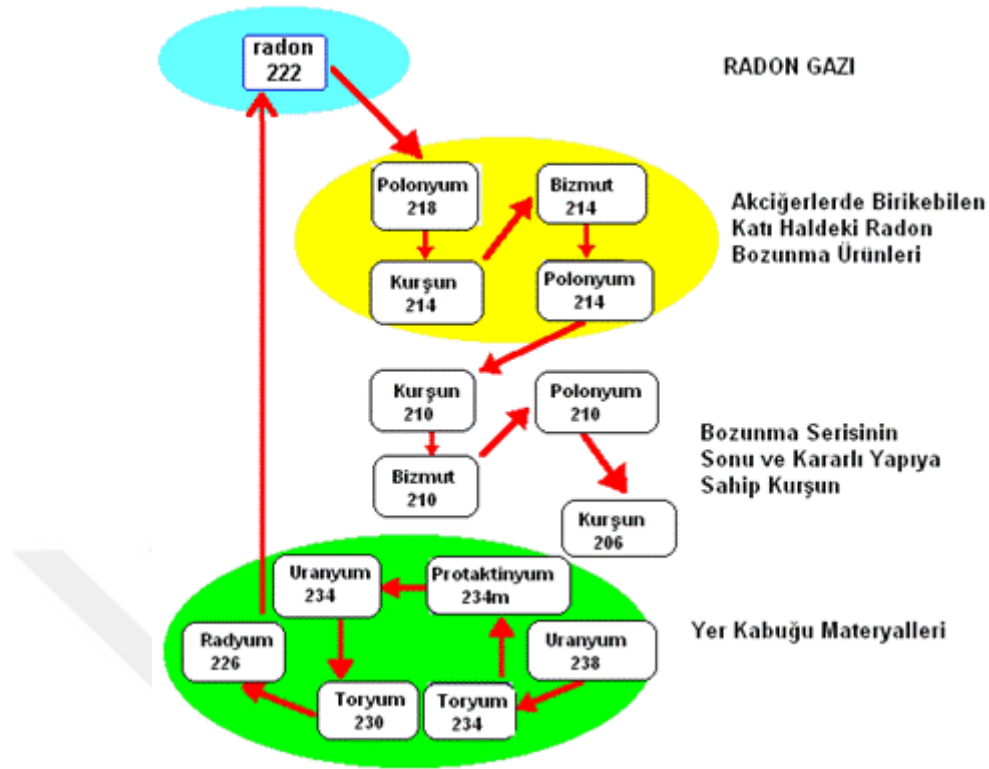 radon
222
RADON GAZI
Polonyum
218
Bizmut
214
Kurşun
214
Polonyum
214
Akciğerlerde Birikebilen
Katı Haldeki Radon
Bozunma Ürünleri
Kurşun
210
Polonyum
210
Bizmut
210
Kurşun
206
Bozunma Serisinin
Sonu ve Kararlı Yapıya
Sahip Kurşun
Uranyum
234
Protaktinyum
234m
Radyum
226
Uranyum
238
Toryum
230
Toryum
234
Yer Kabuğu Materyalleri